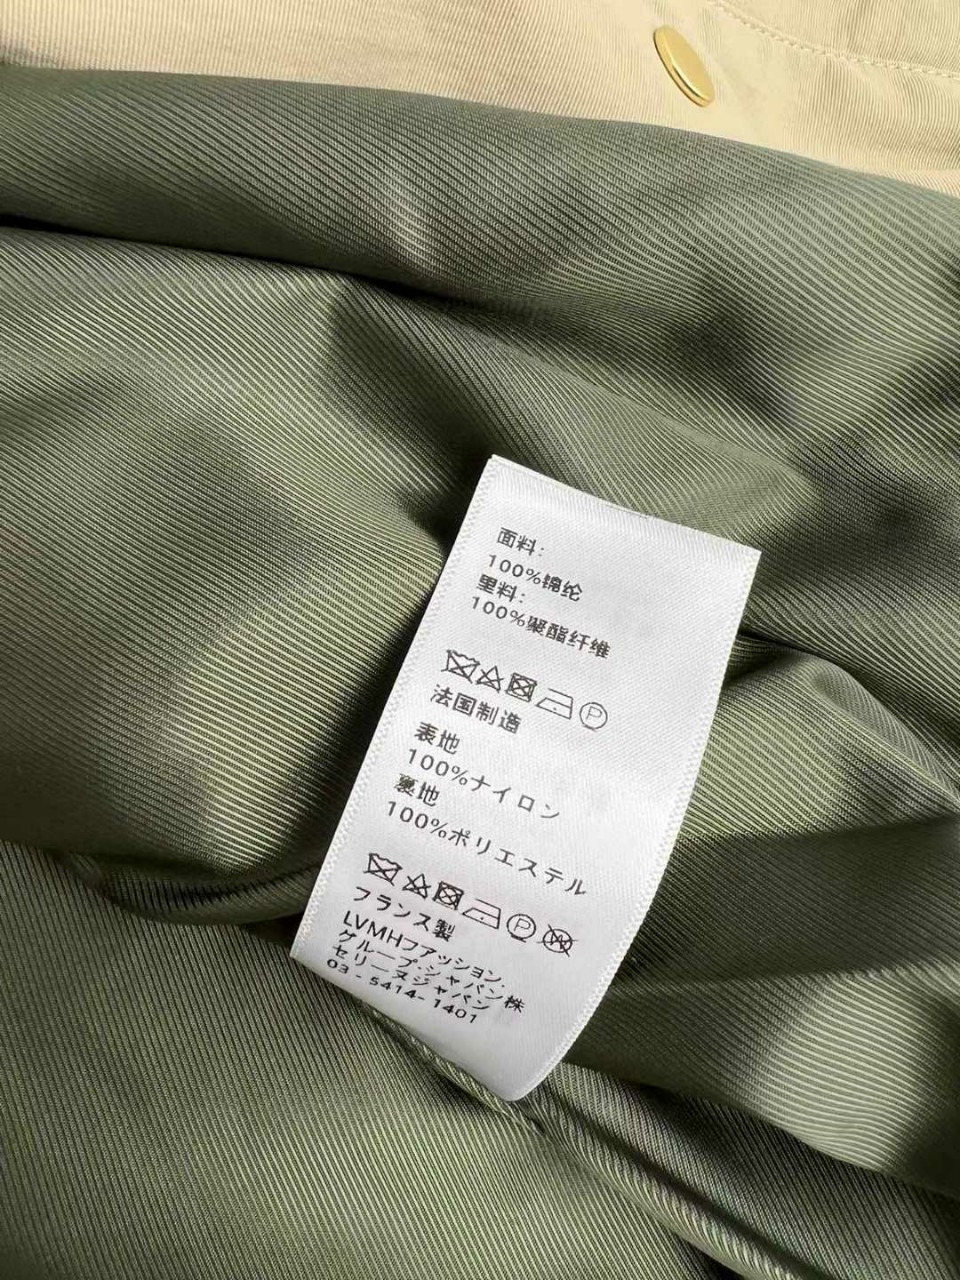 面料:
100%锦纶
里料:
100%聚酯纤维
法国制造
表地
100%ナイロン
裏地
100%ポリエステル
フランス製
LVMHファッション.
グループ.ジャパン株
セリーヌジャパン
03-5414-1401